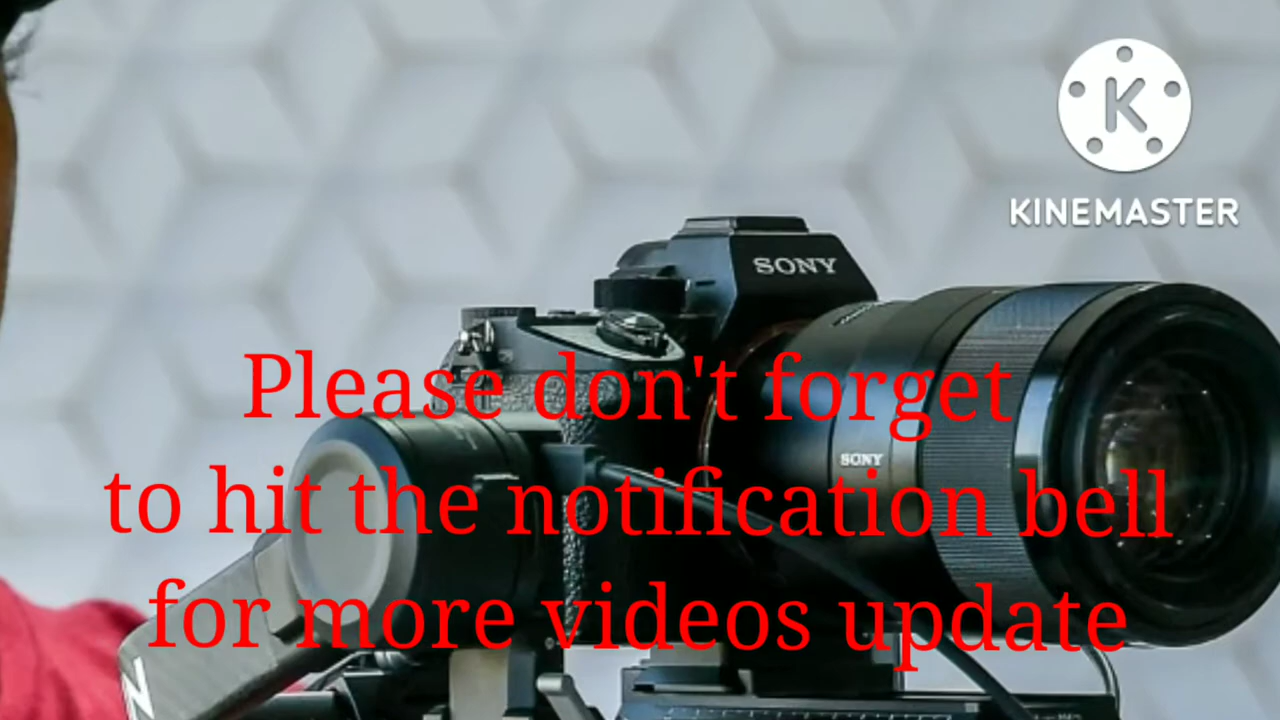 KINEMASTER
SONY
SONY
Please don't forget
to hit the notification bell
for more videos update